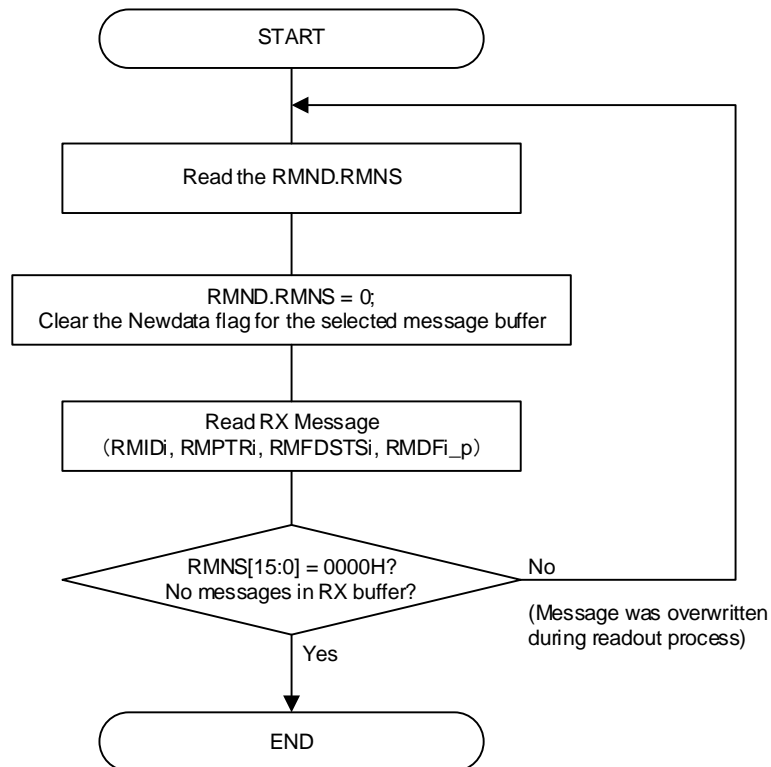 START
Read the RMND.RMNS
RMND.RMNS = 0;
Clear the Newdata flag for the selected message buffer
Read RX Message
（RMIDi, RMPTRi, RMFDSTSi, RMDFi_p）
RMNS[15:0] = 0000H?
No messages in RX buffer?
No
(Message was overwritten
during readout process)
Yes
END